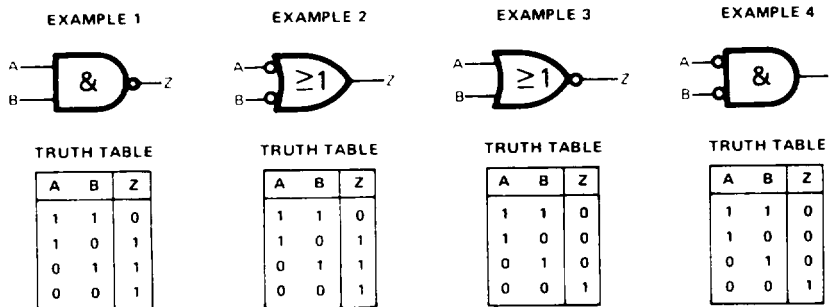 EXAMPLE 1
EXAMPLE 2
EXAMPLE 3
EXAMPLE 4
A
B
&
Z
A
B
≥1
Z
A
B
≥1
Z
A
B
&
TRUTH TABLE
A B Z
1 1 0
1 0 1
0 1 1
0 0 1
TRUTH TABLE
A B Z
1 1 0
1 0 1
0 1 1
0 0 1
TRUTH TABLE
A B Z
1 1 0
1 0 0
0 1 0
0 0 1
TRUTH TABLE
A B Z
1 1 0
1 0 0
0 1 0
0 0 1